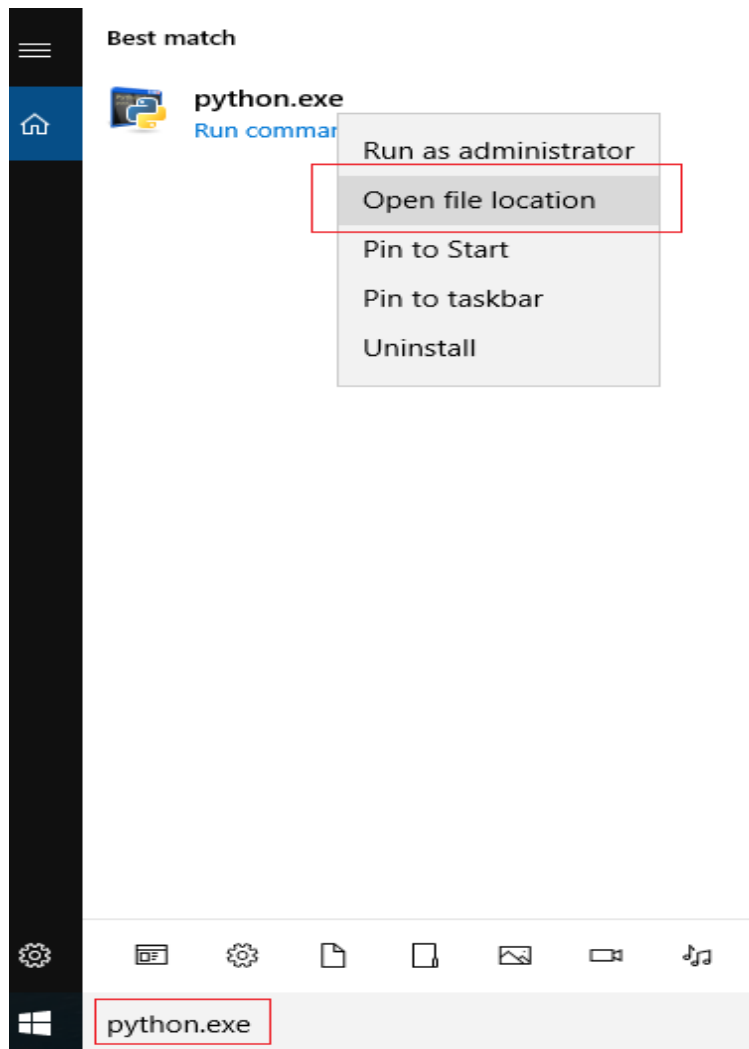 Best match
python.exe
Run commar
Run as administrator
Open file location
Pin to Start
Pin to taskbar
Uninstall
python.exe